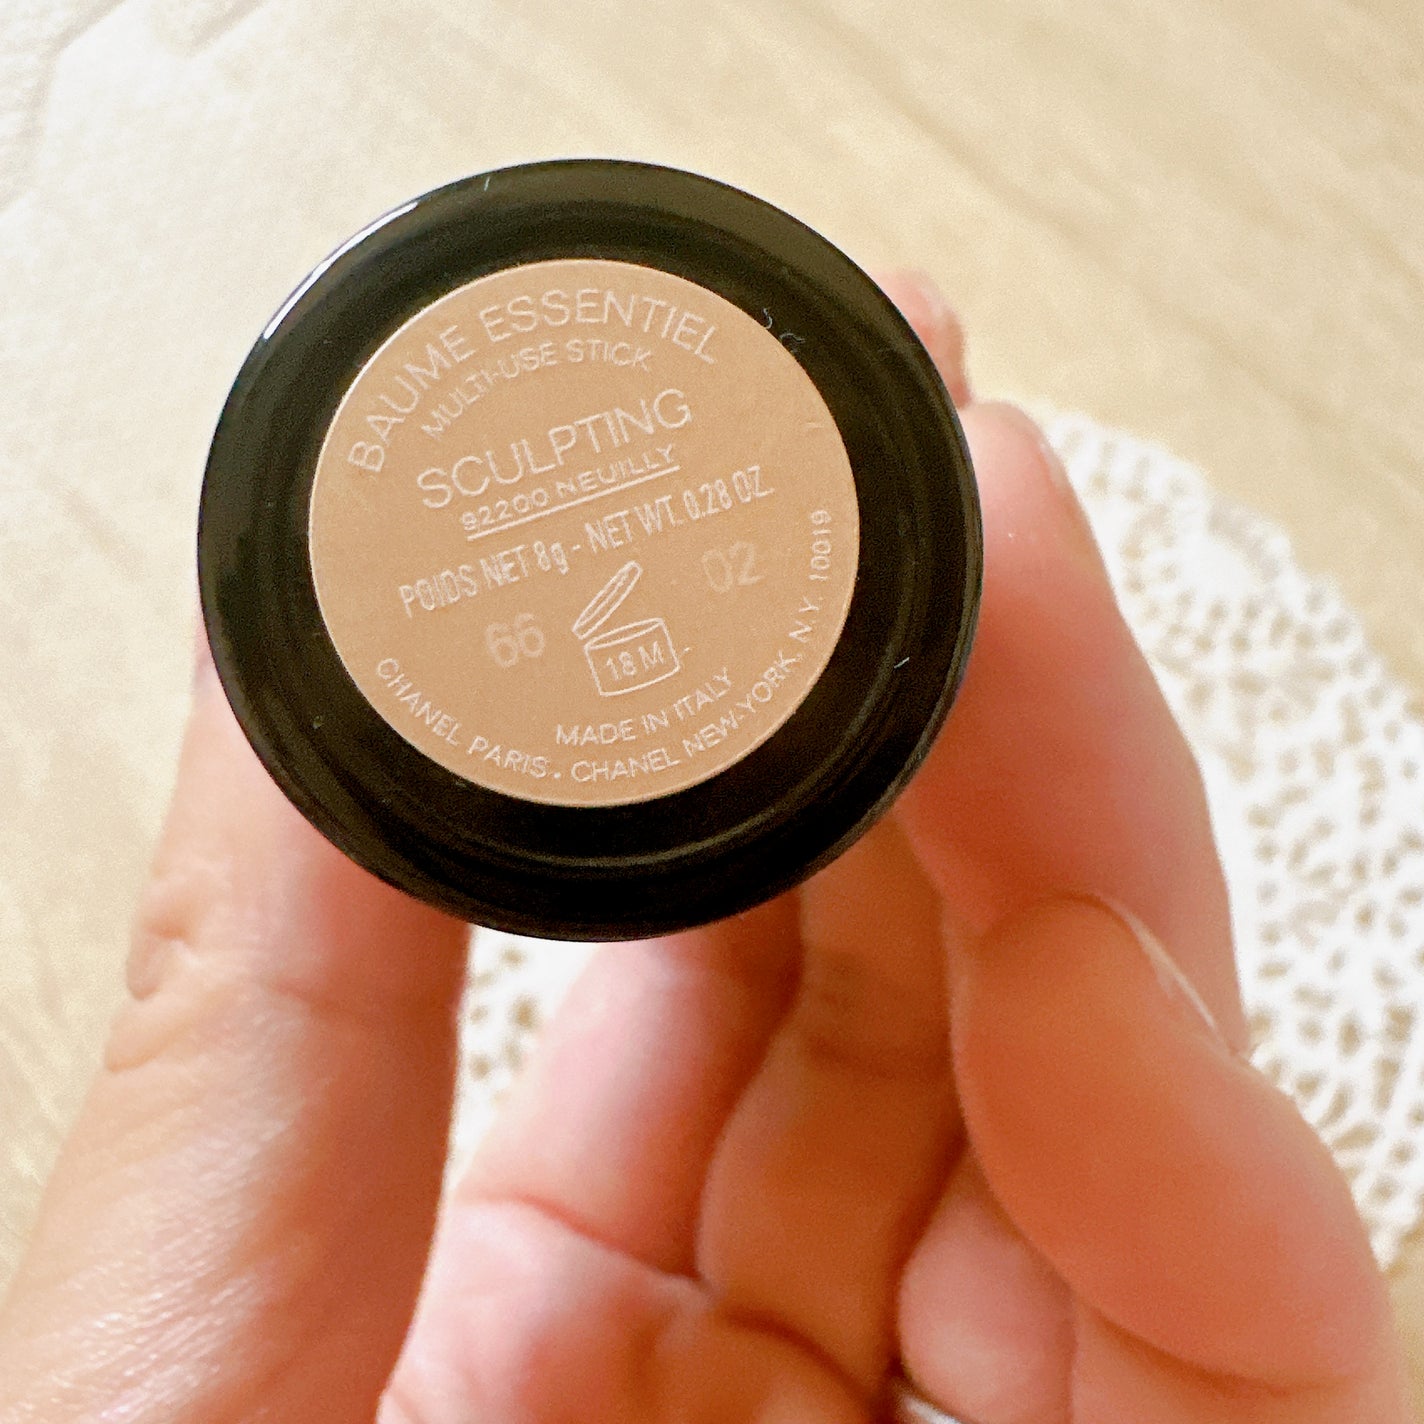 BAUME ESSENTIEL
MULTI-USE STICK
SCULPTING
92200 NEUILLY
POIDS NET 8g - NET WT. 0.28 OZ.
66
02
18 M
MADE IN ITALY
CHANEL PARIS . CHANEL NEW-YORK, N.Y. 10019